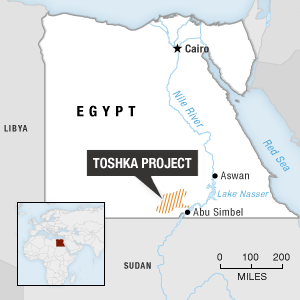 Cairo
EGYPT
Nile River
LIBYA
Red Sea
TOSHKA PROJECT
Aswan
Lake Nasser
Abu Simbel
SUDAN
0 100 200
MILES